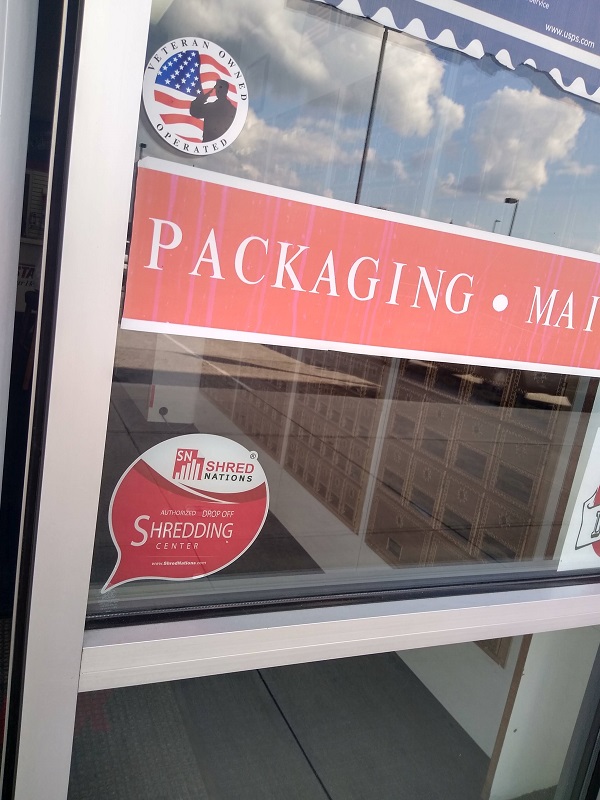 Service
www.usps.com
VETERAN OWNED
OPERATED
PACKAGING • MAI
SN SHRED ®
NATIONS
AUTHORIZED DROP OFF
SHREDDING
CENTER
www.ShredNations.com